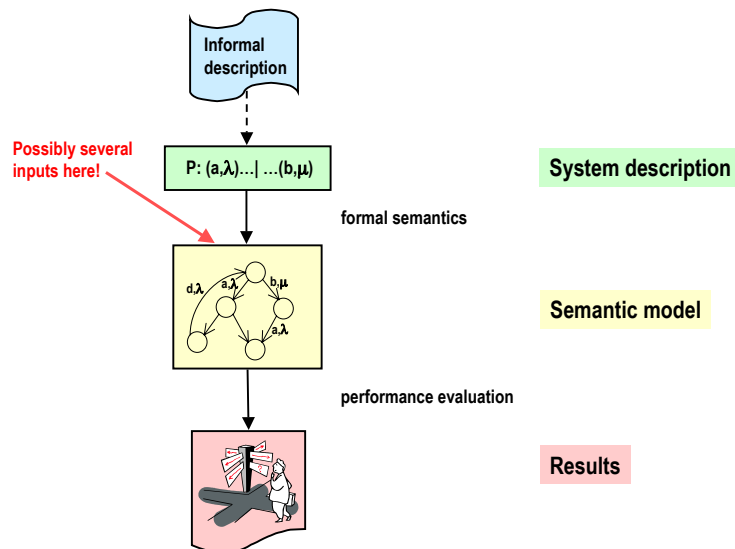 Informal
description
Possibly several
inputs here!
P: (a,λ)...| ...(b,μ)
System description
formal semantics
d,λ
a,λ
b,μ
a,λ
Semantic model
performance evaluation
Results